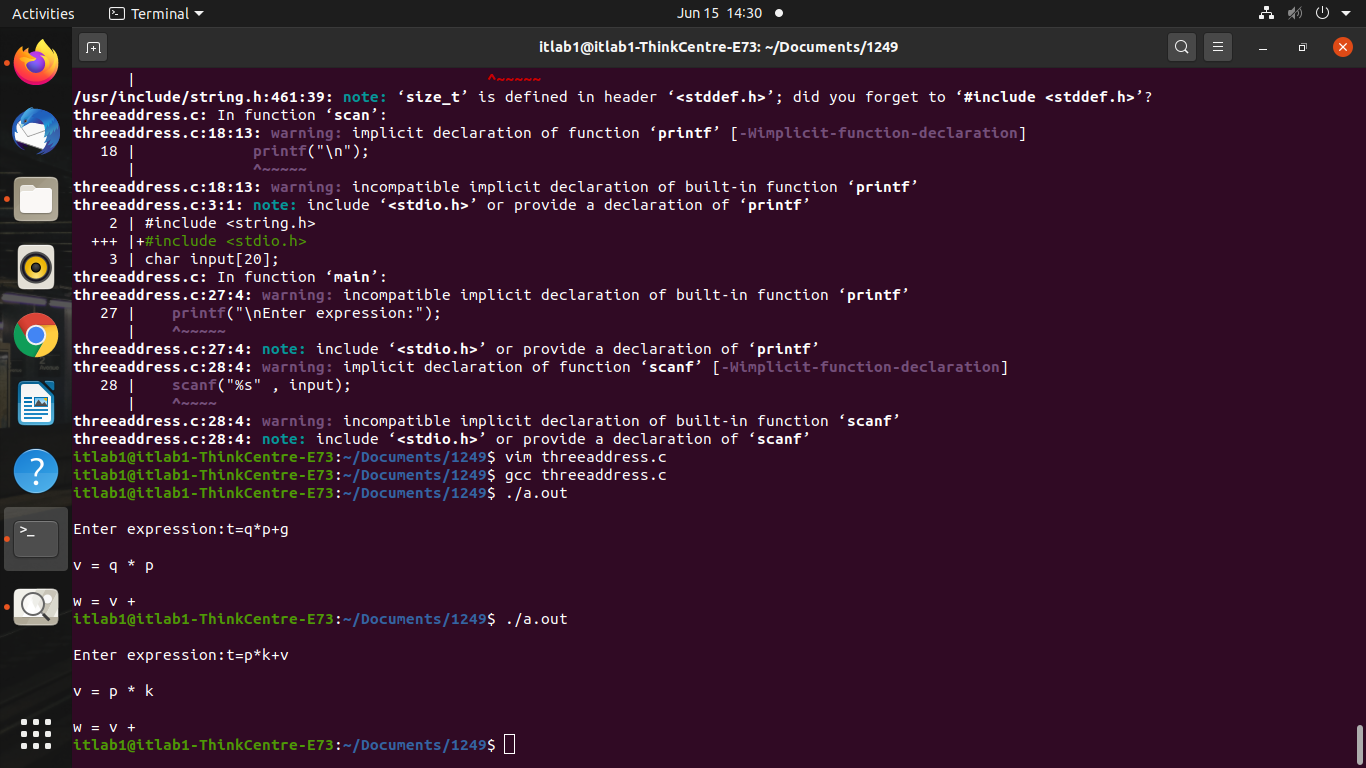 Activities
Terminal
Jun 15 14:30
itlab1@itlab1-ThinkCentre-E73: ~/Documents/1249
| ^~~~~~
/usr/include/string.h:461:39: note: ‘size_t’ is defined in header ‘<stddef.h>’; did you forget to ‘#include <stddef.h>’?
threeaddress.c: In function ‘scan’:
threeaddress.c:18:13: warning: implicit declaration of function ‘printf’ [-Wimplicit-function-declaration]
18 | printf("\n");
| ^~~~~~
threeaddress.c:18:13: warning: incompatible implicit declaration of built-in function ‘printf’
threeaddress.c:3:1: note: include ‘<stdio.h>’ or provide a declaration of ‘printf’
2 | #include <string.h>
+++ |+#include <stdio.h>
3 | char input[20];
threeaddress.c: In function ‘main’:
threeaddress.c:27:4: warning: incompatible implicit declaration of built-in function ‘printf’
27 | printf("\nEnter expression:");
| ^~~~~~
threeaddress.c:27:4: note: include ‘<stdio.h>’ or provide a declaration of ‘printf’
threeaddress.c:28:4: warning: implicit declaration of function ‘scanf’ [-Wimplicit-function-declaration]
28 | scanf("%s" , input);
| ^~~~~
threeaddress.c:28:4: warning: incompatible implicit declaration of built-in function ‘scanf’
threeaddress.c:28:4: note: include ‘<stdio.h>’ or provide a declaration of ‘scanf’
itlab1@itlab1-ThinkCentre-E73:~/Documents/1249$ vim threeaddress.c
itlab1@itlab1-ThinkCentre-E73:~/Documents/1249$ gcc threeaddress.c
itlab1@itlab1-ThinkCentre-E73:~/Documents/1249$ ./a.out
Enter expression:t=q*p+g
v = q * p
w = v +
itlab1@itlab1-ThinkCentre-E73:~/Documents/1249$ ./a.out
Enter expression:t=p*k+v
v = p * k
w = v +
itlab1@itlab1-ThinkCentre-E73:~/Documents/1249$